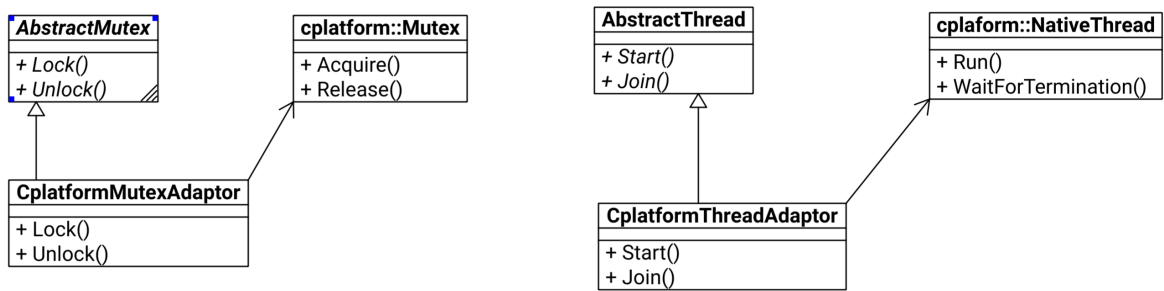 AbstractMutex
+ Lock()
+ Unlock()
cplatform::Mutex
+ Acquire()
+ Release()
CplatformMutexAdaptor
+ Lock()
+ Unlock()
AbstractThread
+ Start()
+ Join()
cplaform::NativeThread
+ Run()
+ WaitForTermination()
CplatformThreadAdaptor
+ Start()
+ Join()